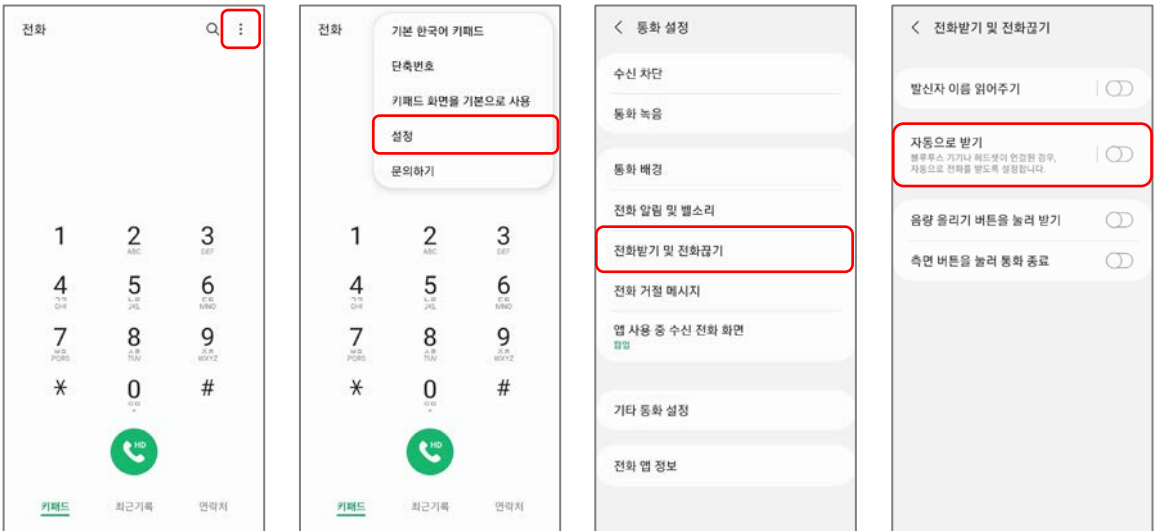 전화
1
2
ABC
3
DEF
4
GHI
5
JKL
6
MNO
7
PQRS
8
TUV
9
WXYZ
*
0
+
#
HD
키패드
최근기록
연락처
전화
기본 한국어 키패드
단축번호
키패드 화면을 기본으로 사용
설정
문의하기
1
2
ABC
3
DEF
4
GHI
5
JKL
6
MNO
7
PQRS
8
TUV
9
WXYZ
*
0
+
#
HD
키패드
최근기록
연락처
통화 설정
수신 차단
통화 녹음
통화 배경
전화 알림 및 벨소리
전화받기 및 전화끊기
전화 거절 메시지
앱 사용 중 수신 전화 화면
팝업
기타 통화 설정
전화 앱 정보
전화받기 및 전화끊기
발신자 이름 읽어주기
자동으로 받기
블루투스 기기나 헤드셋이 연결된 경우,
자동으로 전화를 받도록 설정합니다.
음량 올리기 버튼을 눌러 받기
측면 버튼을 눌러 통화 종료